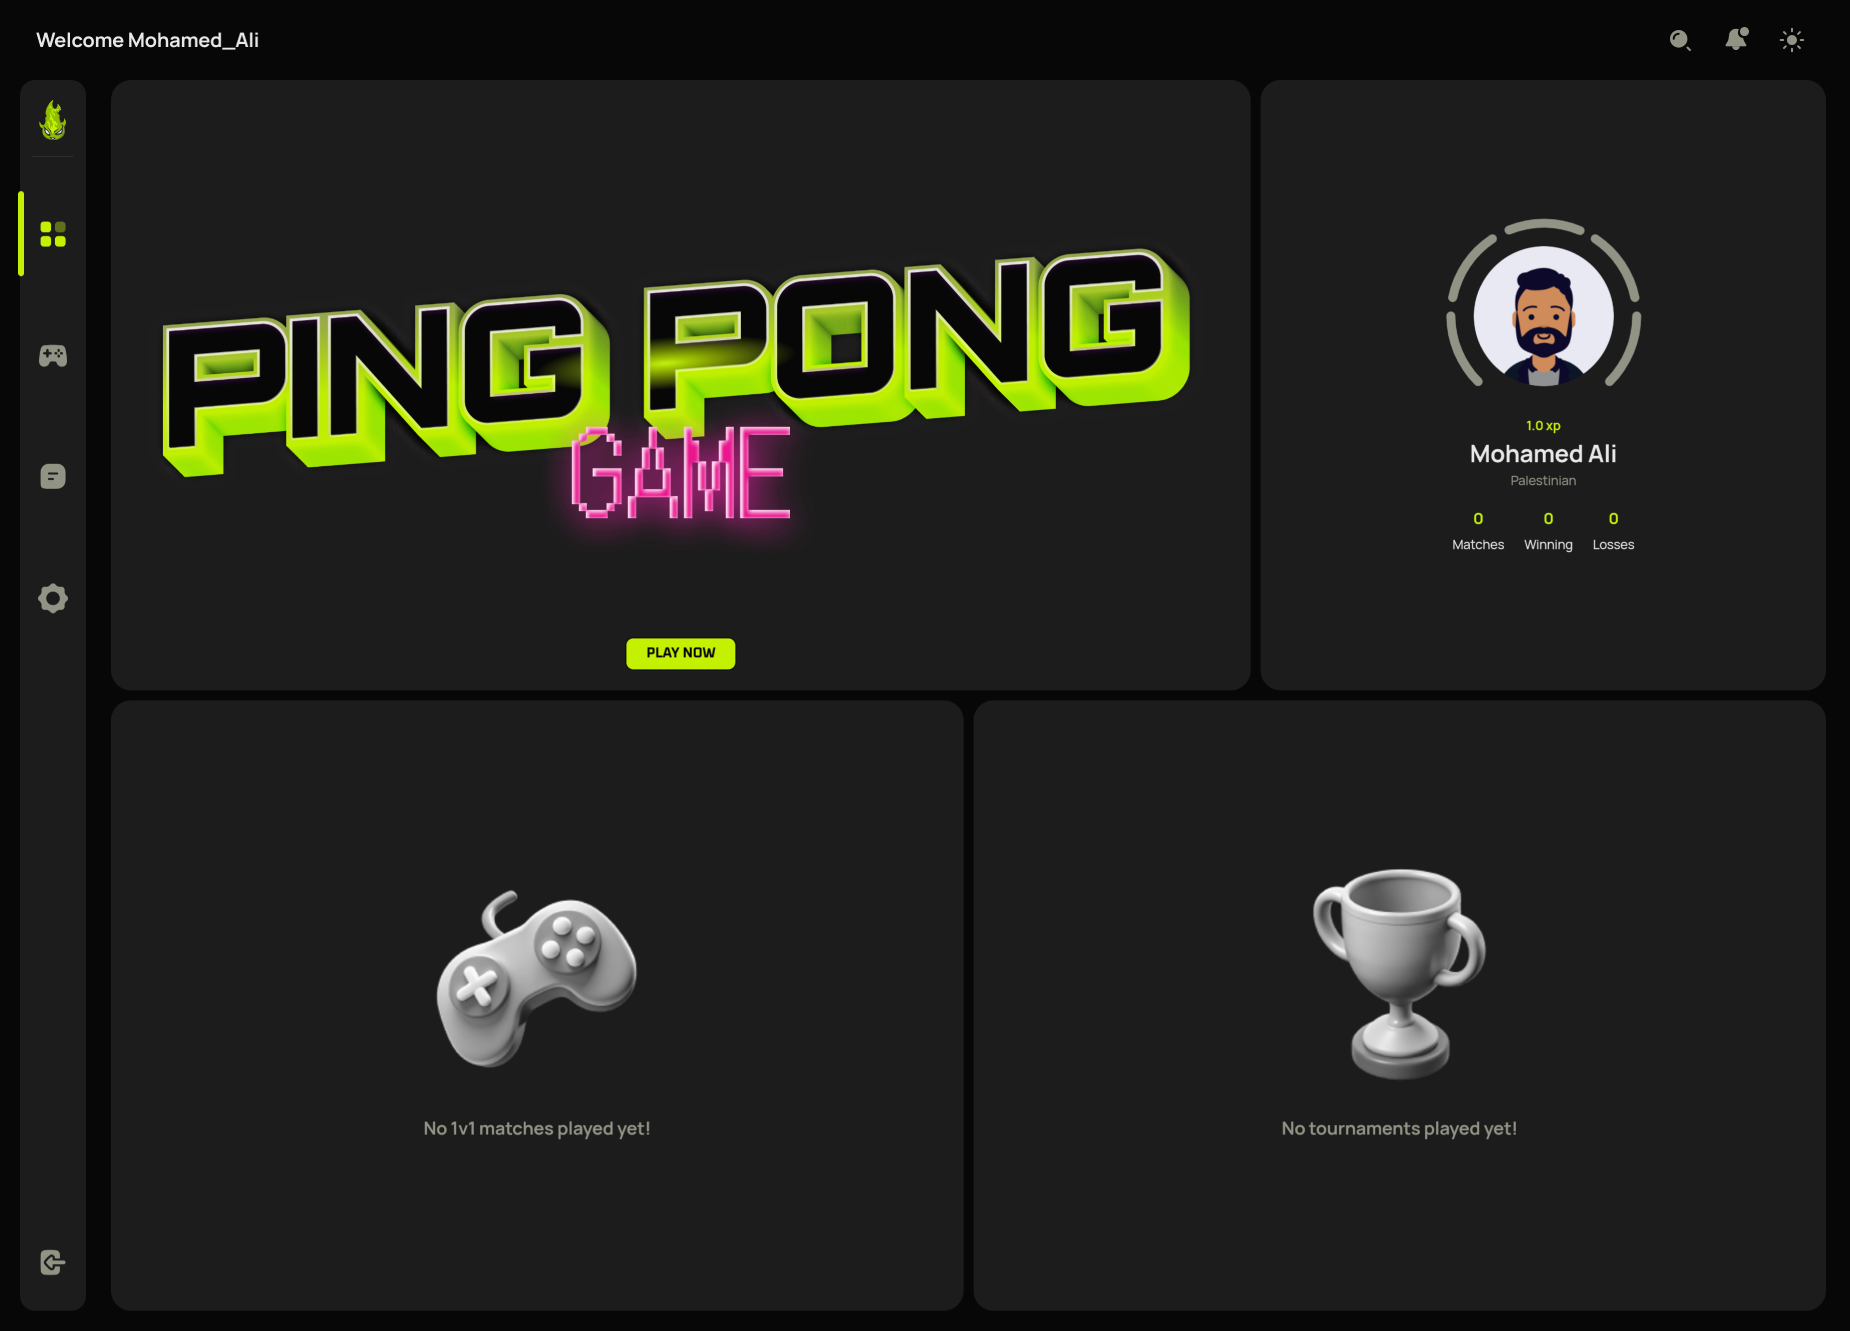 Welcome Mohamed_Ali
PING PONG
GAME
PLAY NOW
1.0 xp
Mohamed Ali
Palestinian
0 0 0
Matches Winning Losses
No 1v1 matches played yet!
No tournaments played yet!